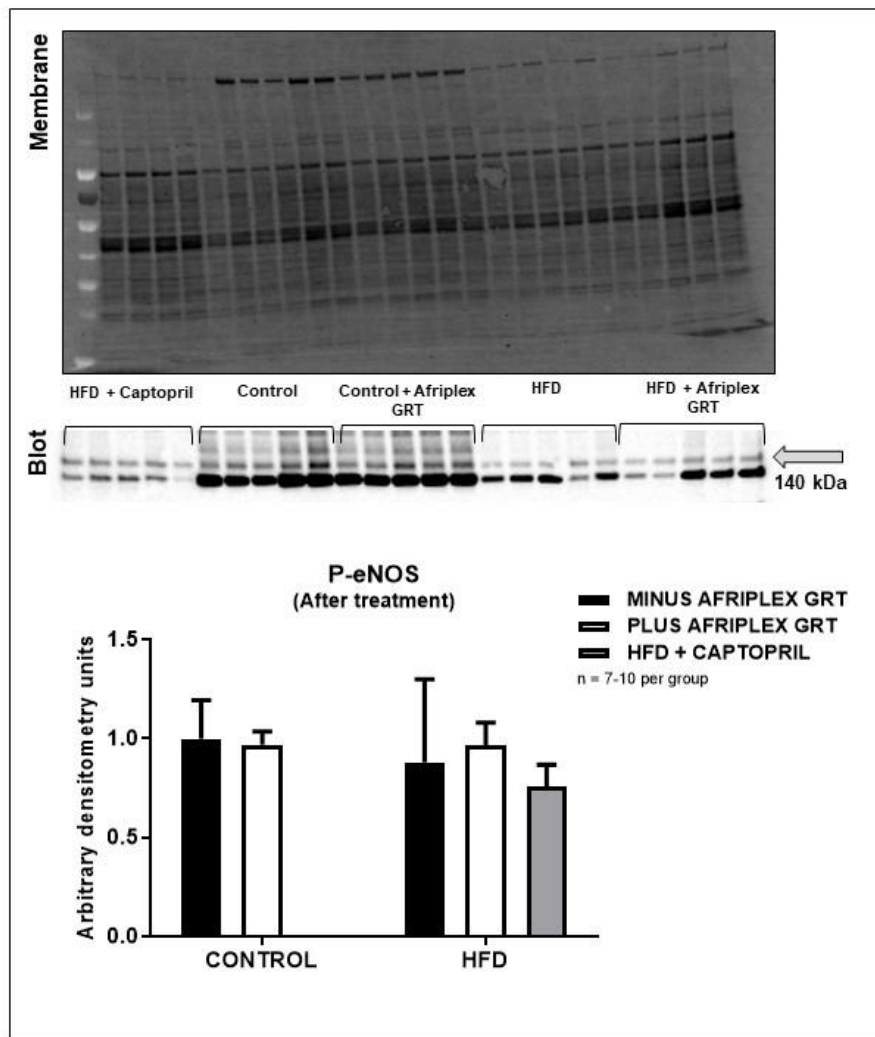 Membrane
HFD + Captopril
Control
Control + Afriplex
GRT
HFD
HFD + Afriplex
GRT
Blot
140 kDa
P-eNOS
(After treatment)
MINUS AFRIPLEX GRT
PLUS AFRIPLEX GRT
HFD + CAPTOPRIL
n = 7-10 per group
Arbitrary densitometry units
1.5
1.0
0.5
0.0
CONTROL
HFD